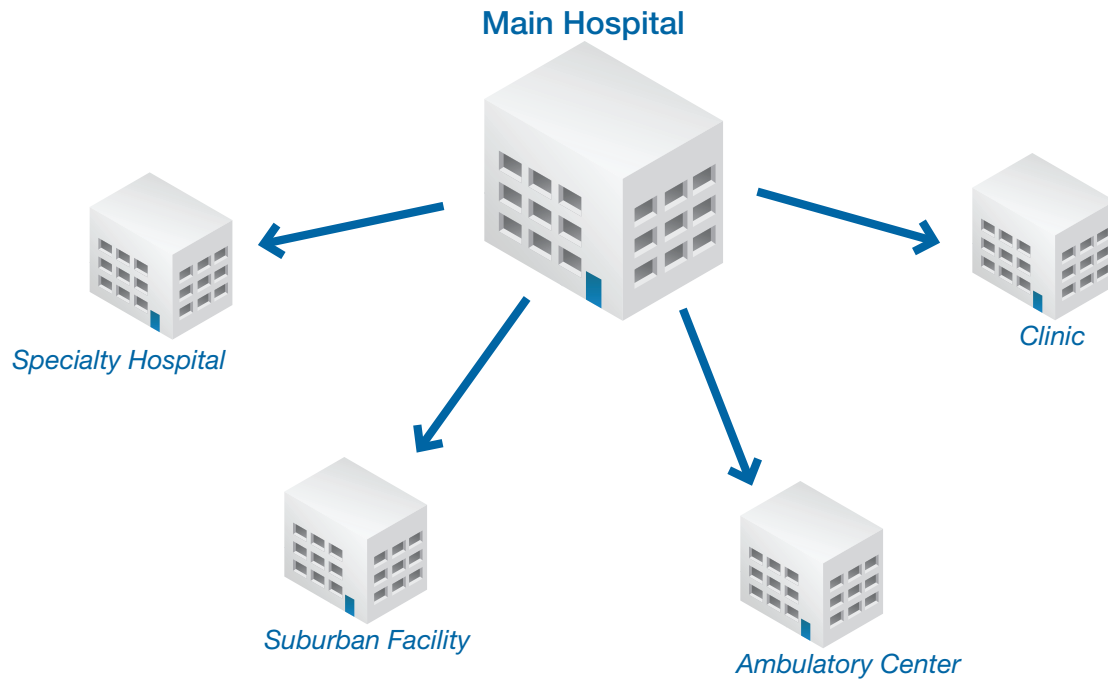 Main Hospital
Specialty Hospital
Clinic
Suburban Facility
Ambulatory Center